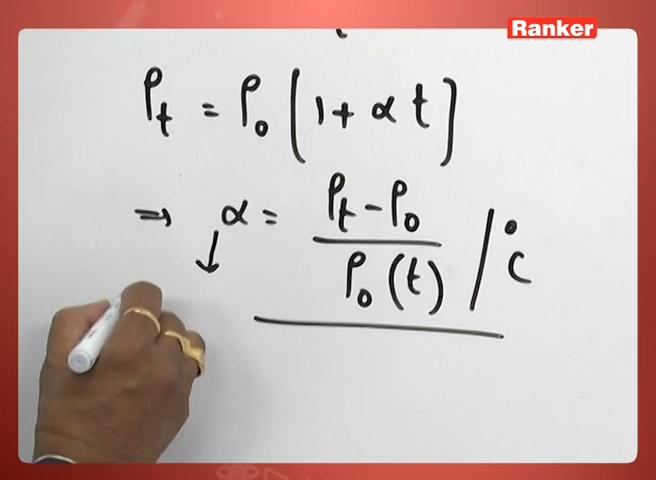 Ranker
ρt = ρ0 [1 + α t]
⇒ α = (ρt - ρ0) / (ρ0 (t)) / °C